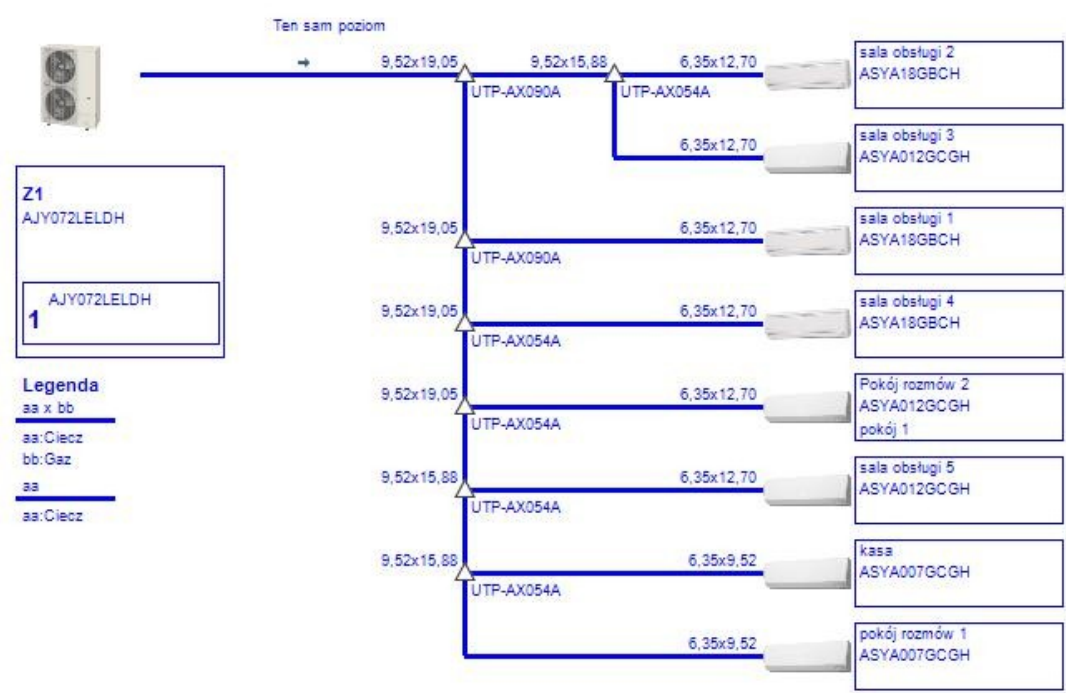 Ten sam poziom
9,52x19,05
9,52x15,88
6,35x12,70
sala obsługi 2
ASYA18GBCH
UTP-AX090A
UTP-AX054A
6,35x12,70
sala obsługi 3
ASYA012GCGH
Z1
AJY072LELDH
AJY072LELDH
1
9,52x19,05
6,35x12,70
sala obsługi 1
ASYA18GBCH
UTP-AX090A
9,52x19,05
6,35x12,70
sala obsługi 4
ASYA18GBCH
UTP-AX054A
Legenda
aa x bb
aa:Ciecz
bb:Gaz
aa
aa:Ciecz
9,52x19,05
6,35x12,70
Pokój rozmów 2
ASYA012GCGH
pokój 1
UTP-AX054A
9,52x15,88
6,35x12,70
sala obsługi 5
ASYA012GCGH
UTP-AX054A
9,52x15,88
6,35x9,52
kasa
ASYA007GCGH
UTP-AX054A
6,35x9,52
pokój rozmów 1
ASYA007GCGH